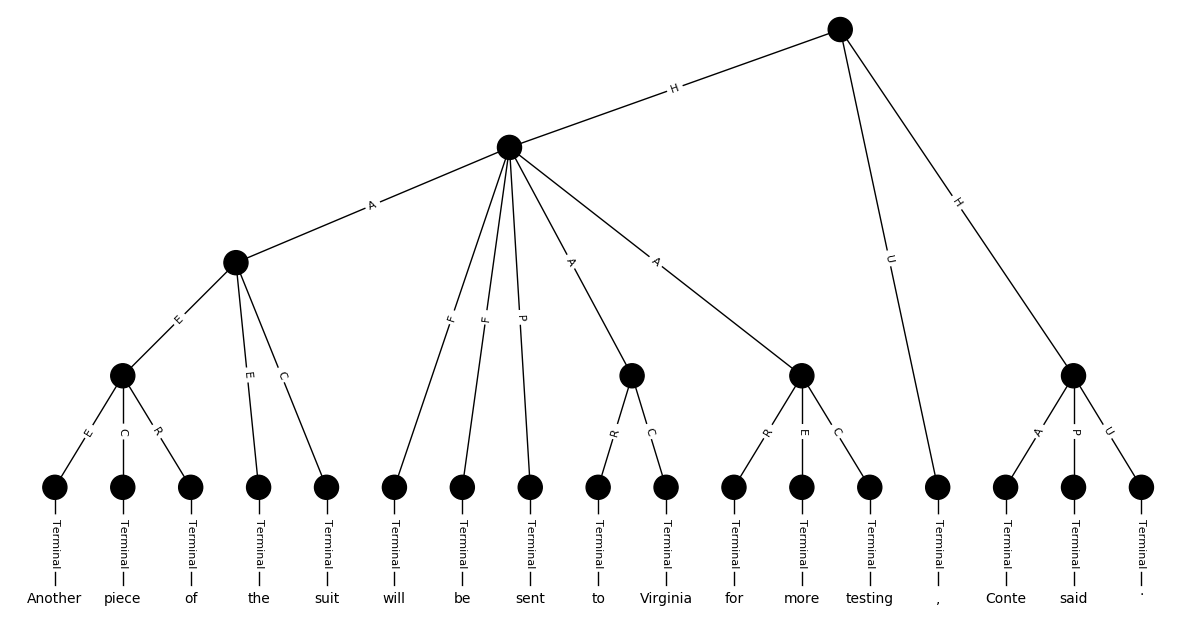 H
A
H
U
E
F
F
P
A
A
E
C
E
C
R
R
C
R
E
C
A
P
U
Terminal Terminal Terminal Terminal Terminal Terminal Terminal Terminal Terminal Terminal Terminal Terminal Terminal Terminal Terminal Terminal Terminal
Another piece of the suit will be sent to Virginia for more testing , Conte said .